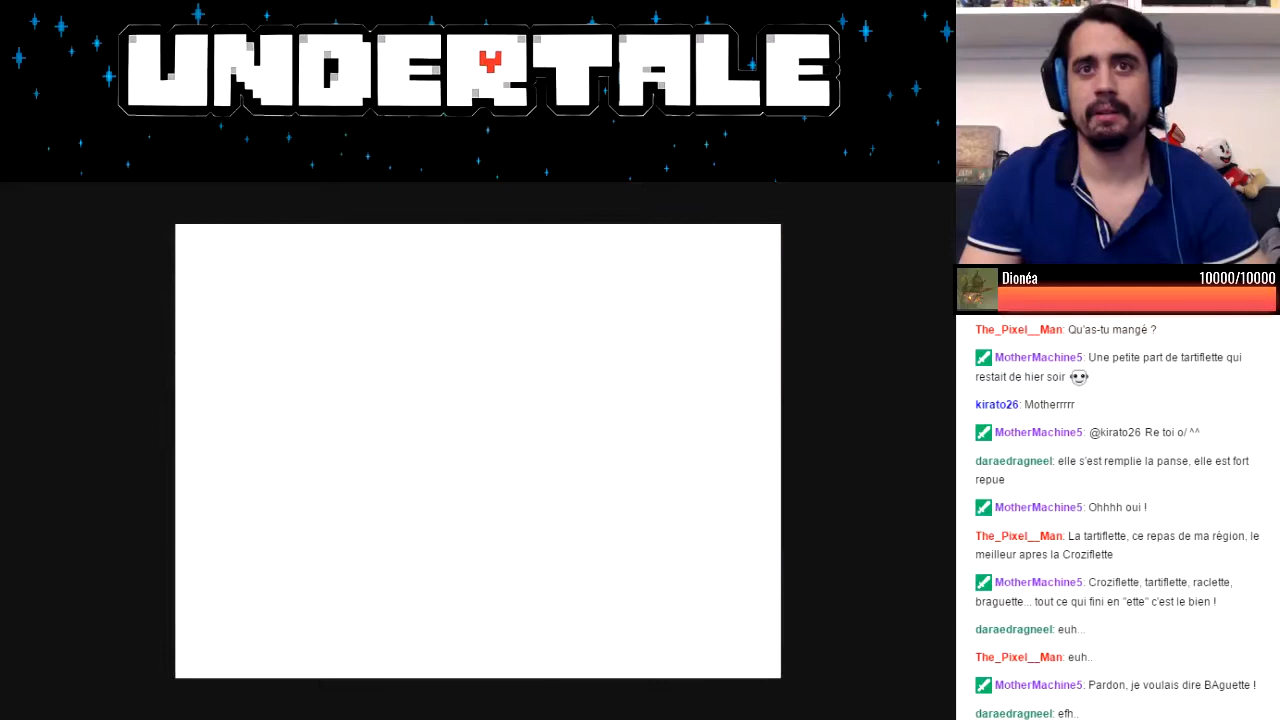 UNDERTALE
Dionéa 10000/10000
The_Pixel__Man: Qu'as-tu mangé ?
MotherMachine5: Une petite part de tartiflette qui
restait de hier soir
kirato26: Motherrrrr
MotherMachine5: @kirato26 Re toi o/ ^^
daraedragneel: elle s'est remplie la panse, elle est fort
repue
MotherMachine5: Ohhhh oui !
The_Pixel__Man: La tartiflette, ce repas de ma règion, le
meilleur apres la Croziflette
MotherMachine5: Croziflette, tartiflette, raclette,
braguette... tout ce qui fini en "ette" c'est le bien !
daraedragneel: euh...
The_Pixel__Man: euh..
MotherMachine5: Pardon, je voulais dire BAguette !
daraedragneel: efh..